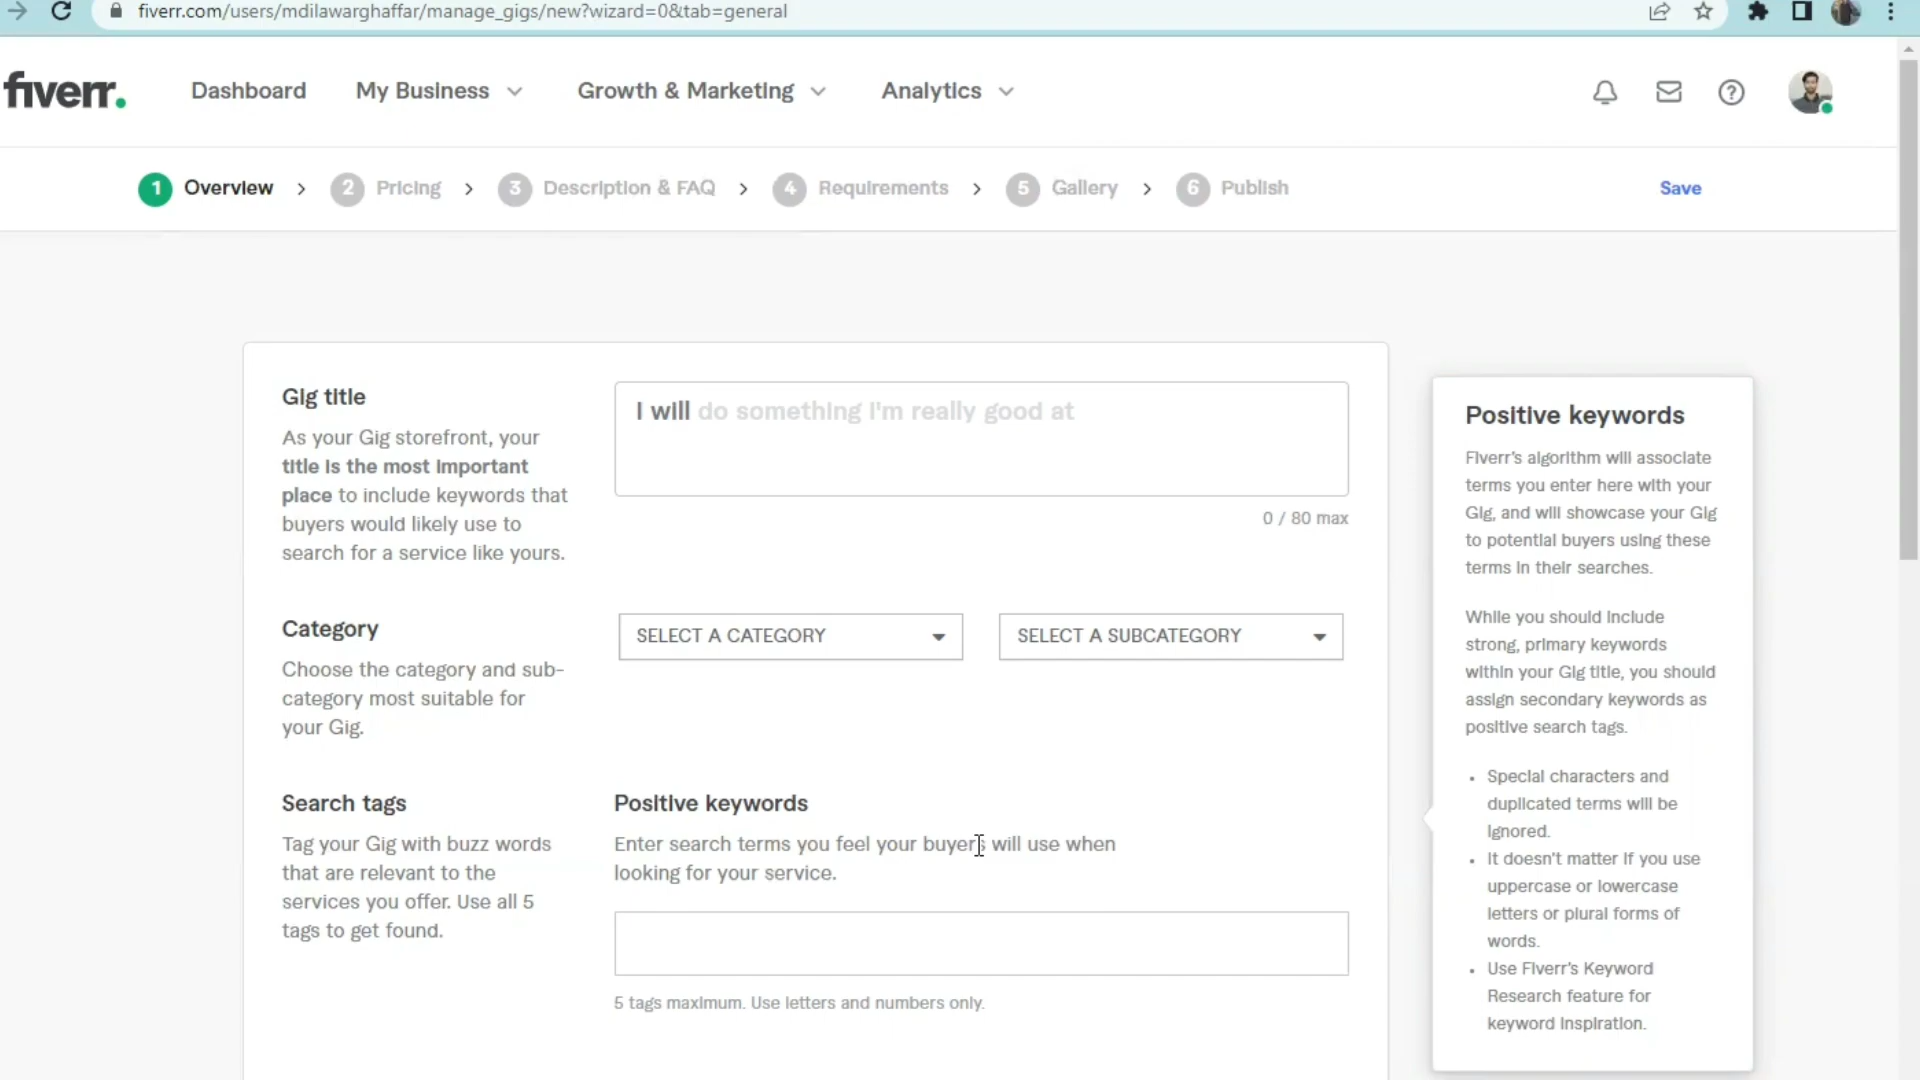 fiverr.com/users/mdilawarghaffar/manage_gigs/new?wizard=0&tab=general
fiverr. Dashboard My Business Growth & Marketing Analytics
1 Overview 2 Pricing 3 Description & FAQ 4 Requirements 5 Gallery 6 Publish Save
Gig title
As your Gig storefront, your
title is the most important
place to include keywords that
buyers would likely use to
search for a service like yours.
I will do something I'm really good at
0 / 80 max
Category
Choose the category and sub-
category most suitable for
your Gig.
SELECT A CATEGORY
SELECT A SUBCATEGORY
Search tags
Tag your Gig with buzz words
that are relevant to the
services you offer. Use all 5
tags to get found.
Positive keywords
Enter search terms you feel your buyers will use when
looking for your service.
5 tags maximum. Use letters and numbers only.
Positive keywords
Fiverr's algorithm will associate
terms you enter here with your
Gig, and will showcase your Gig
to potential buyers using these
terms in their searches.
While you should include
strong, primary keywords
within your Gig title, you should
assign secondary keywords as
positive search tags.
• Special characters and
duplicated terms will be
ignored.
• It doesn't matter if you use
uppercase or lowercase
letters or plural forms of
words.
• Use Fiverr's Keyword
Research feature for
keyword inspiration.